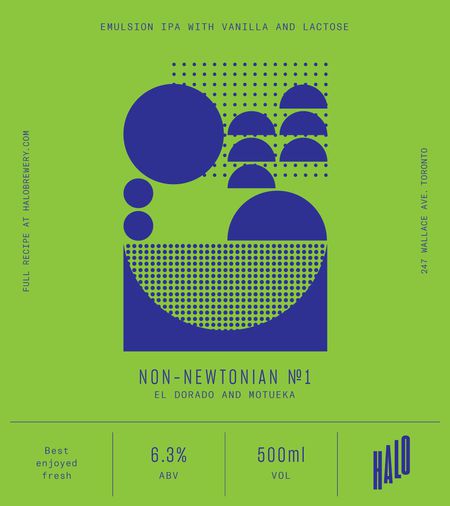 EMULSION IPA WITH VANILLA AND LACTOSE
FULL RECIPE AT HALOBREWERY.COM
247 WALLACE AVE. TORONTO
NON-NEWTONIAN №1
EL DORADO AND MOTUEKA
Best
enjoyed
fresh
6.3%
ABV
500ml
VOL
HALO